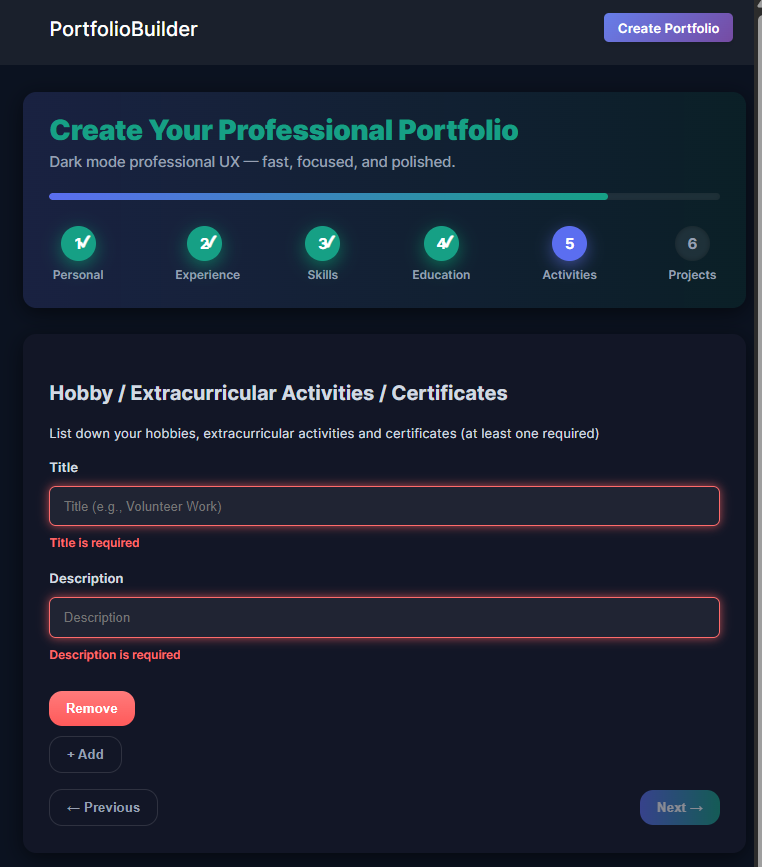 PortfolioBuilder
Create Portfolio
Create Your Professional Portfolio
Dark mode professional UX — fast, focused, and polished.
1✓ 2✓ 3✓ 4✓ 5 6
Personal Experience Skills Education Activities Projects
Hobby / Extracurricular Activities / Certificates
List down your hobbies, extracurricular activities and certificates (at least one required)
Title
Title (e.g., Volunteer Work)
Title is required
Description
Description
Description is required
Remove
+ Add
← Previous
Next →